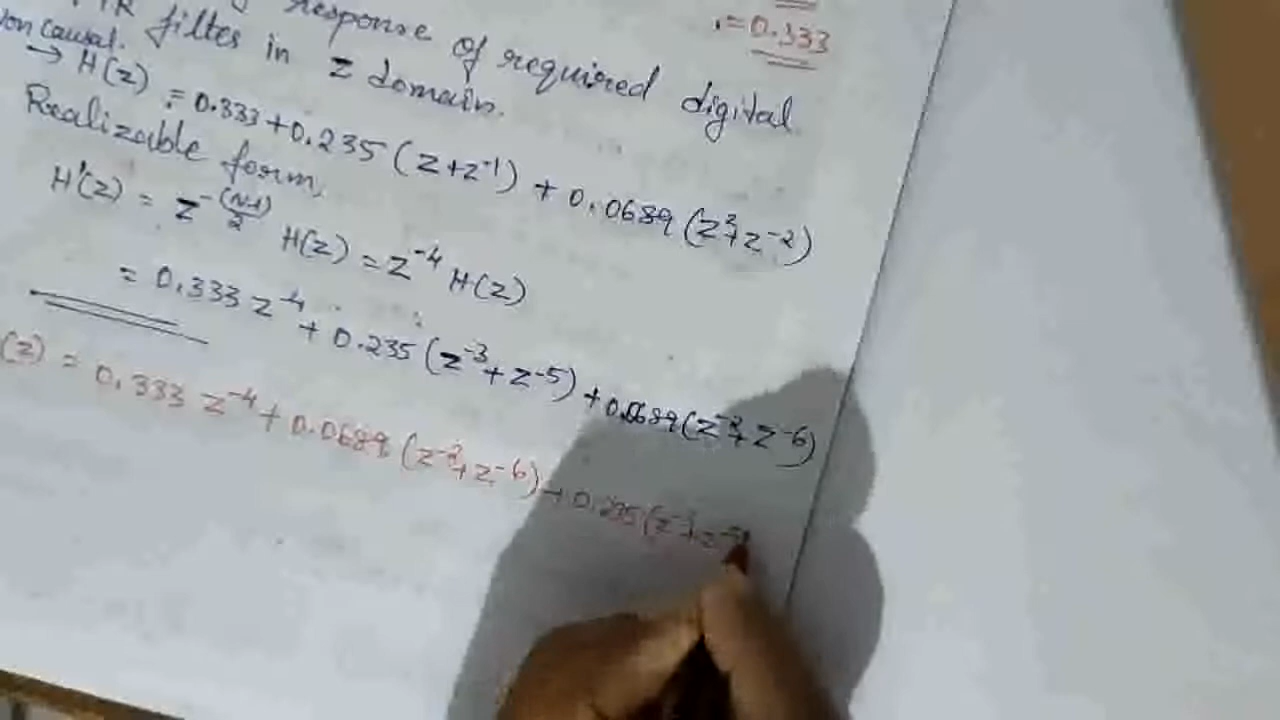 response of required digital
.= 0.333
filter in z domain.
non causal.
→ H(z) = 0.333 + 0.235 (z+z⁻¹) + 0.0689 (z²+z⁻²)
Realizable form,
H'(z) = z^-(N-1)/2 H(z) = z⁻⁴ H(z)
= 0.333 z⁻⁴ + 0.235 (z⁻³ + z⁻⁵) + 0.0689 (z⁻² + z⁻⁶)
(z) = 0.333 z⁻⁴ + 0.0689 (z⁻² + z⁻⁶) + 0.235 (z⁻³ + z⁻⁵)